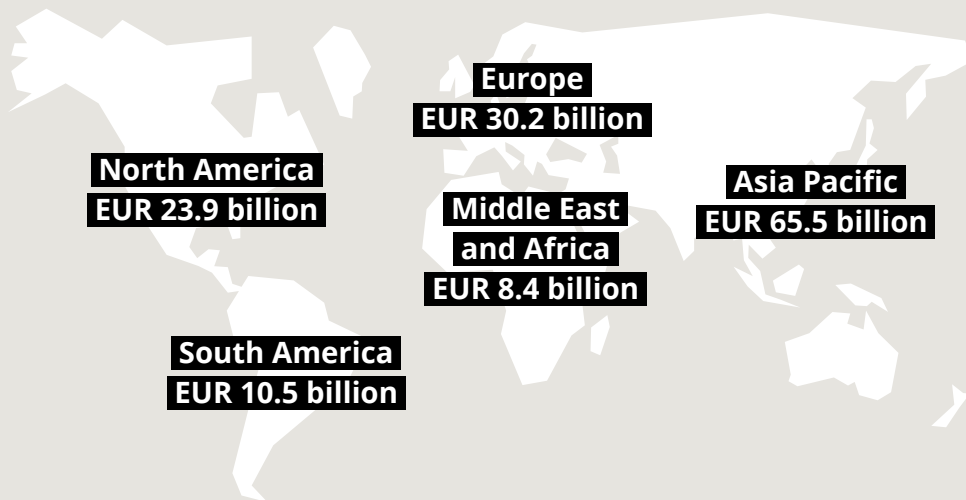 Europe
EUR 30.2 billion
North America
EUR 23.9 billion
Asia Pacific
EUR 65.5 billion
Middle East
and Africa
EUR 8.4 billion
South America
EUR 10.5 billion